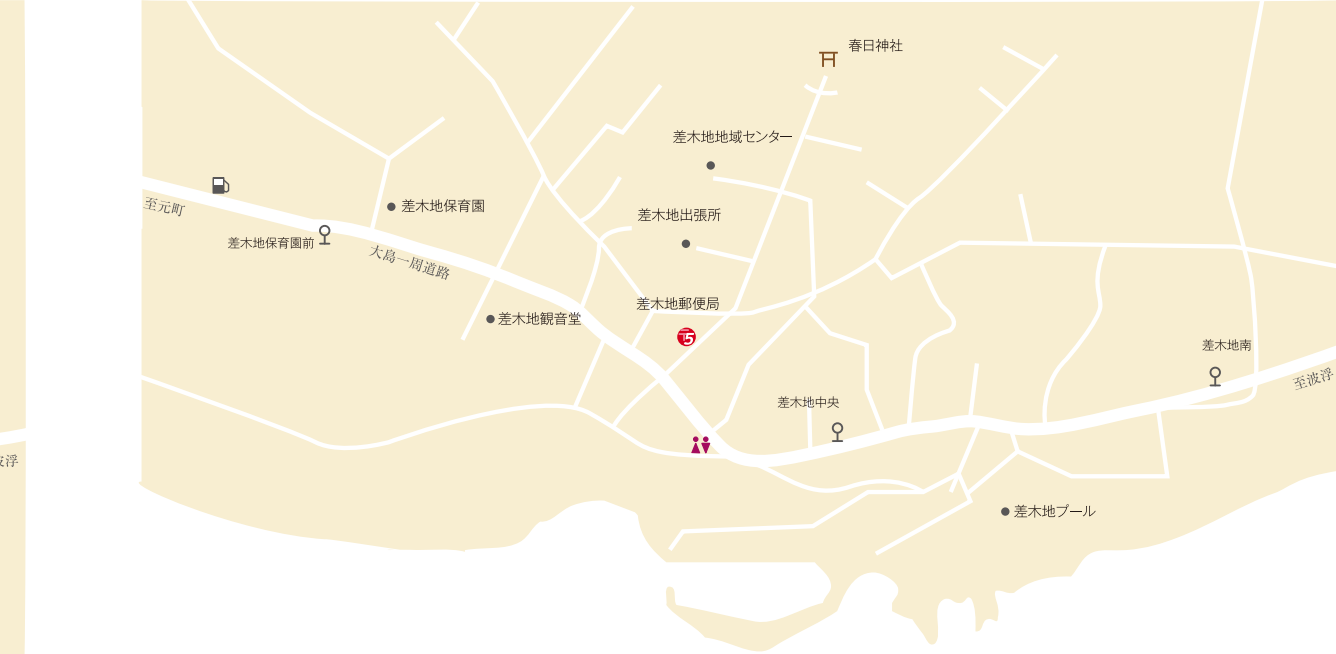 春日神社
差木地地域センター
差木地保育園
至元町
差木地出張所
差木地保育園前
大島一周道路
差木地郵便局
差木地観音堂
5
差木地南
至波浮
差木地中央
波浮
差木地プール